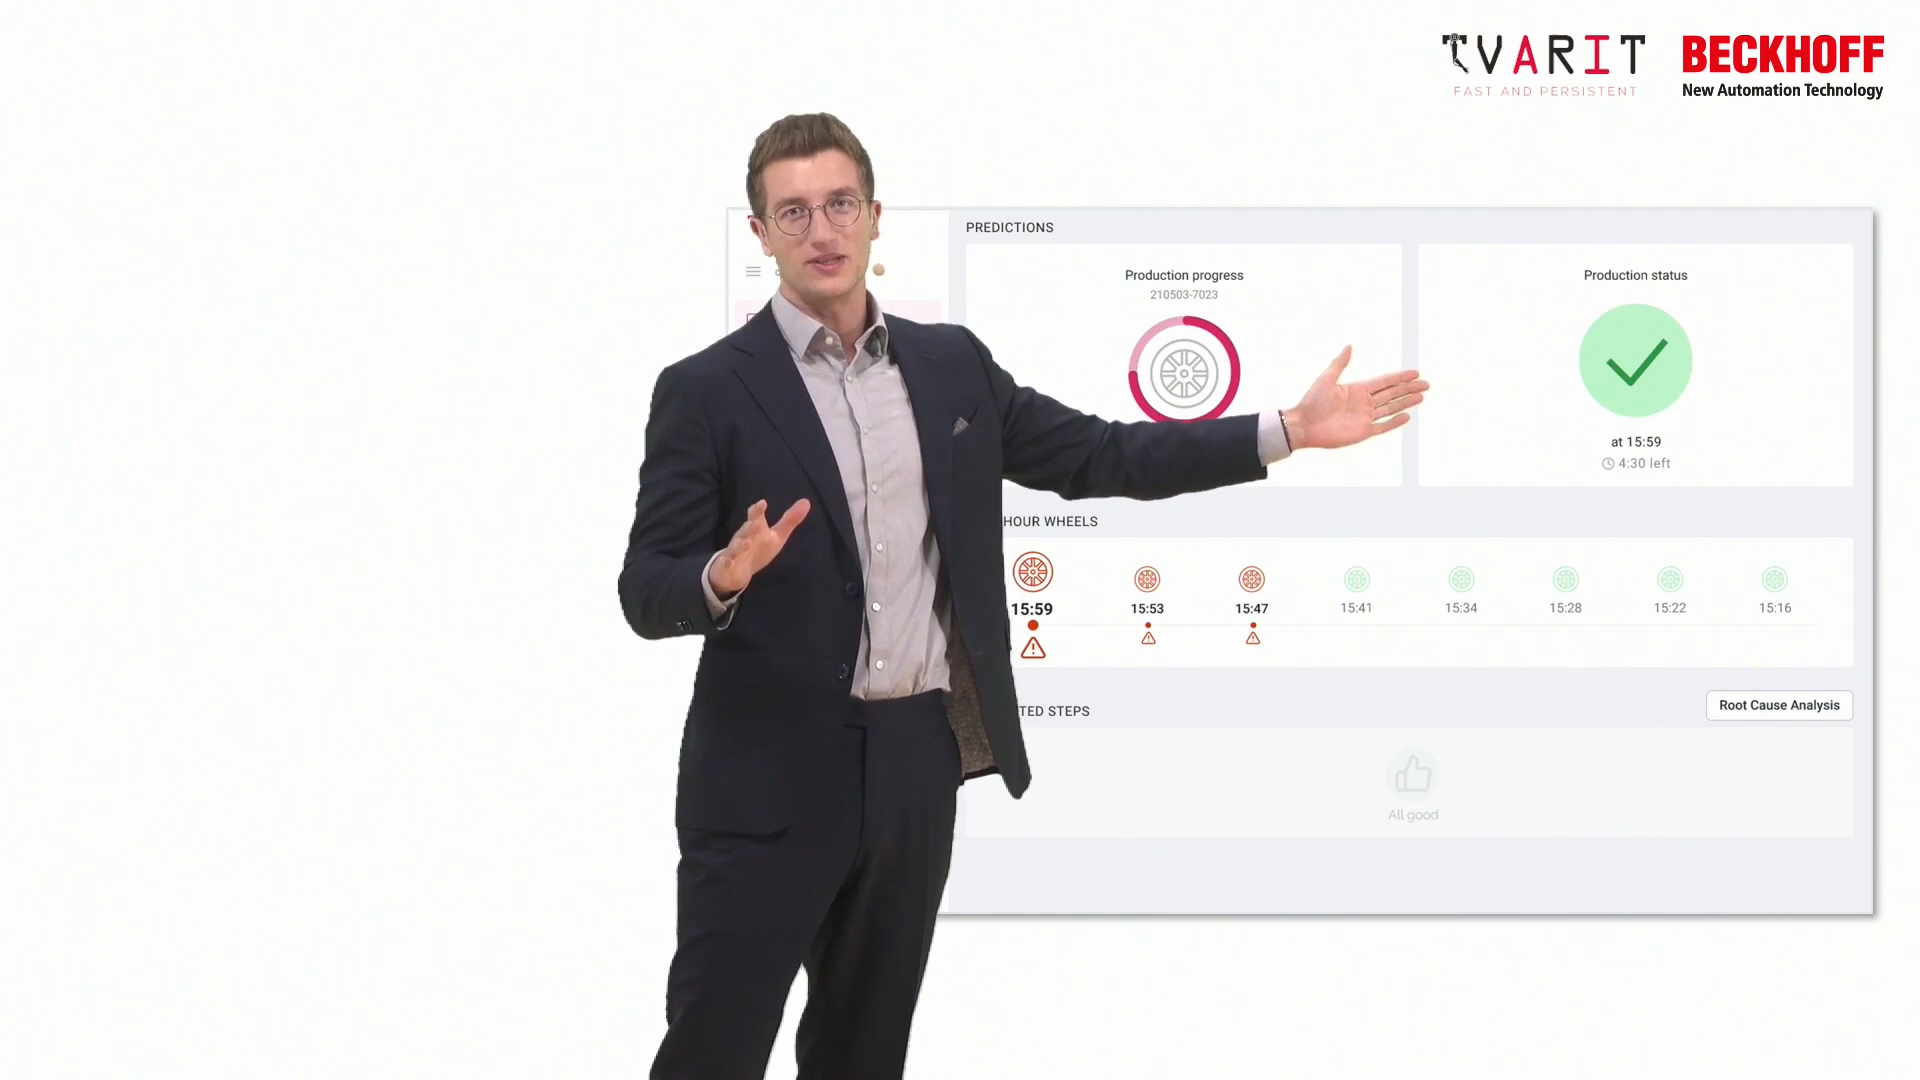 TVARIT
FAST AND PERSISTENT
BECKHOFF
New Automation Technology
PREDICTIONS
Production progress
210503-7023
Production status
at 15:59
4:30 left
HOUR WHEELS
15:59
15:53
15:47
15:41
15:34
15:28
15:22
15:16
TED STEPS
Root Cause Analysis
All good